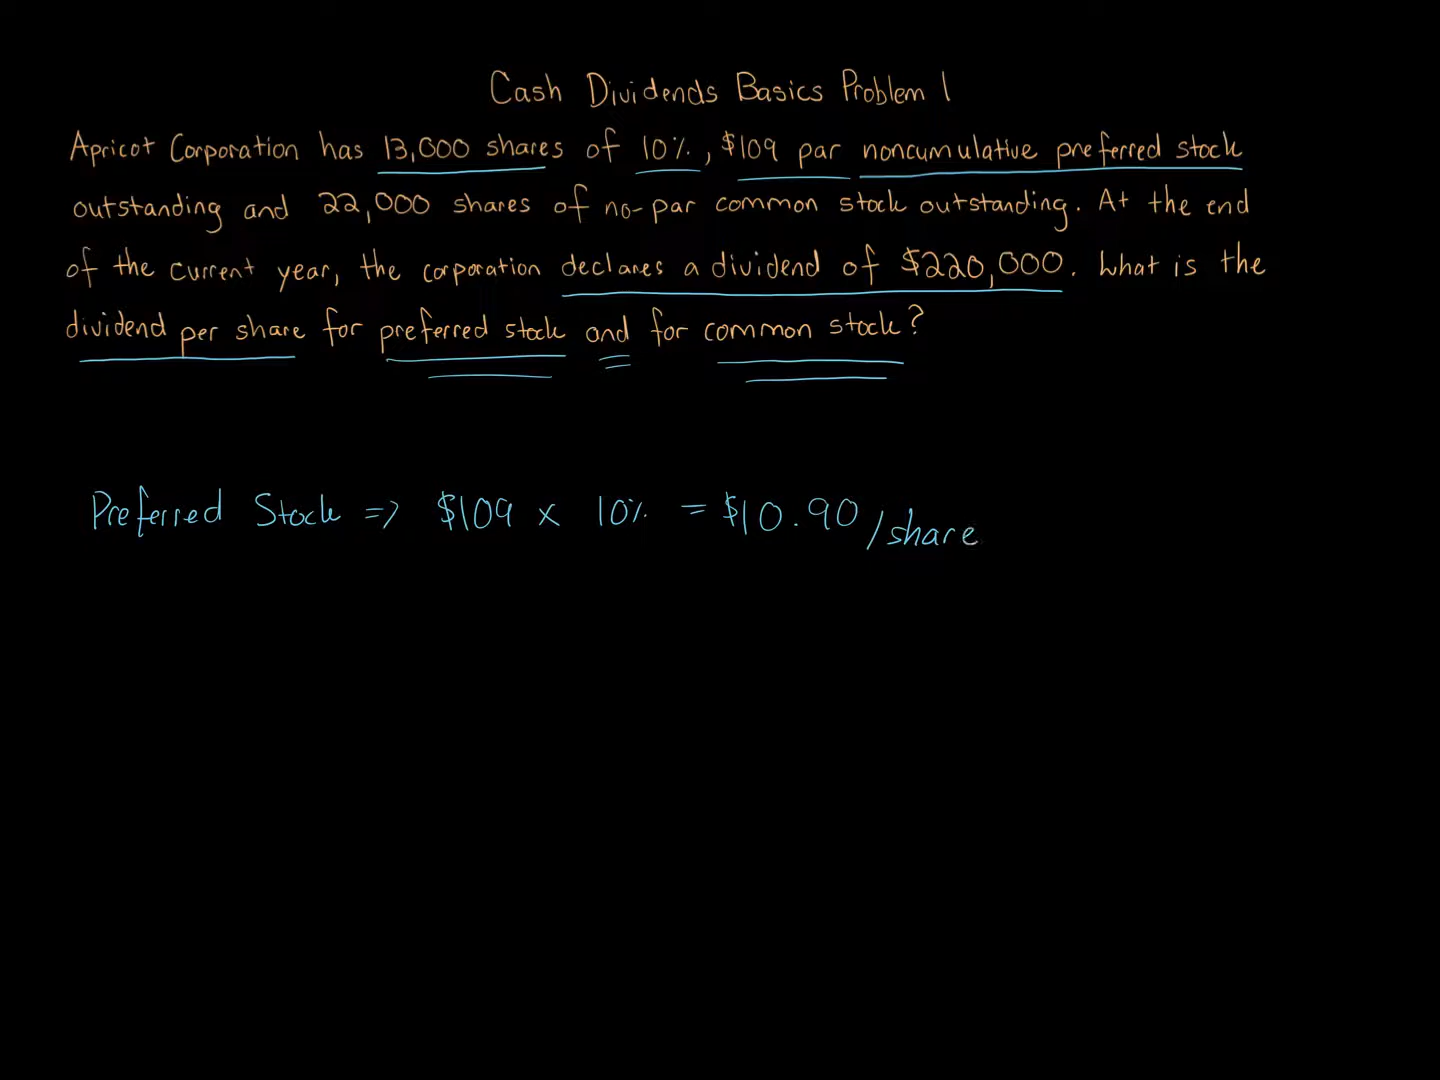 Cash Dividends Basics Problem 1
Apricot Corporation has 13,000 shares of 10%, $109 par noncumulative preferred stock
outstanding and 22,000 shares of no-par common stock outstanding. At the end
of the current year, the corporation declares a dividend of $220,000. What is the
dividend per share for preferred stock and for common stock?
Preferred Stock => $109 x 10% = $10.90/share